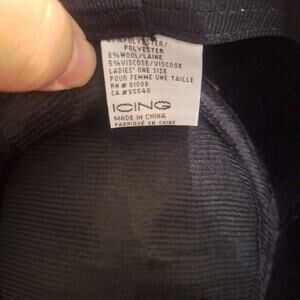 POLYESTER/
POLYESTER
8%WOOL/LAINE
5%VISCOSE/VISCOSE
LADIES' ONE SIZE
POUR FEMME UNE TAILLE
RN # 81088
CA #55540
ICING
MADE IN CHINA
FABRIQUÉ EN CHINE